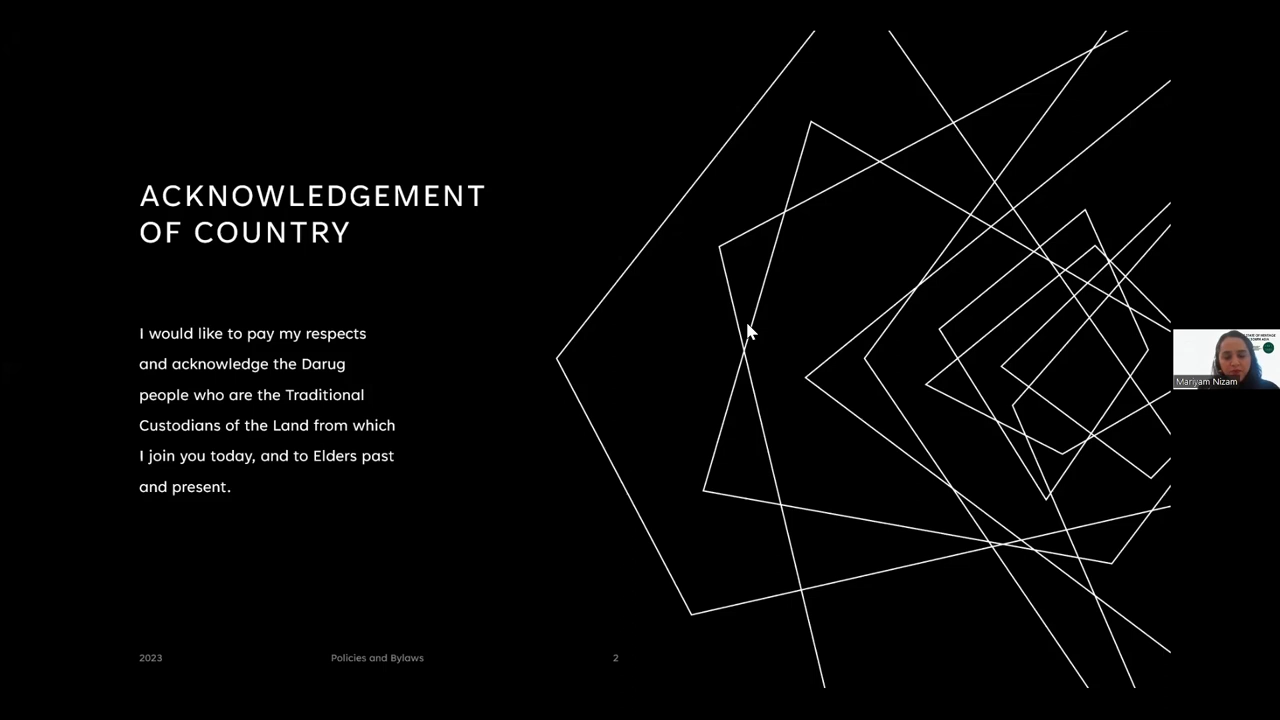 ACKNOWLEDGEMENT
OF COUNTRY
I would like to pay my respects
and acknowledge the Darug
people who are the Traditional
Custodians of the Land from which
I join you today, and to Elders past
and present.
2023
Policies and Bylaws
2
Mariyam Nizam